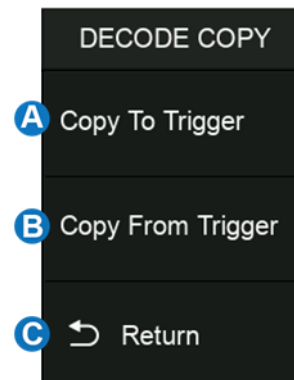 DECODE COPY
A Copy To Trigger
B Copy From Trigger
C Return